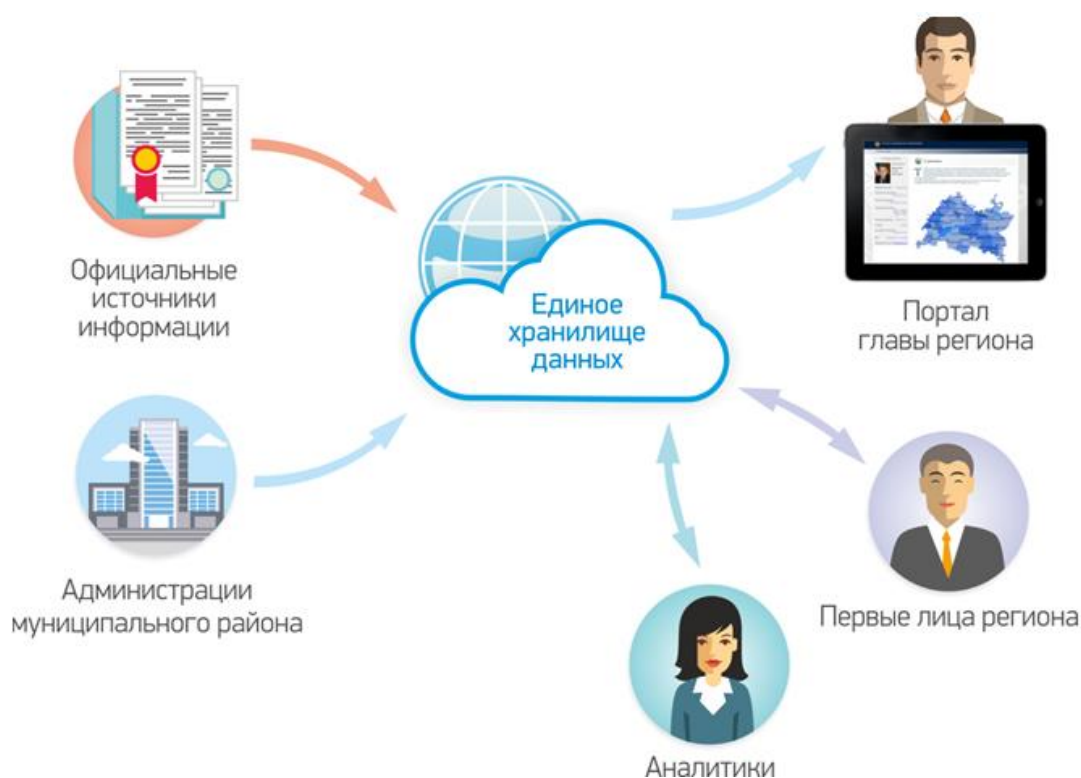 Официальные
источники
информации
Единое
хранилище
данных
Портал
главы региона
Администрации
муниципального района
Первые лица региона
Аналитики